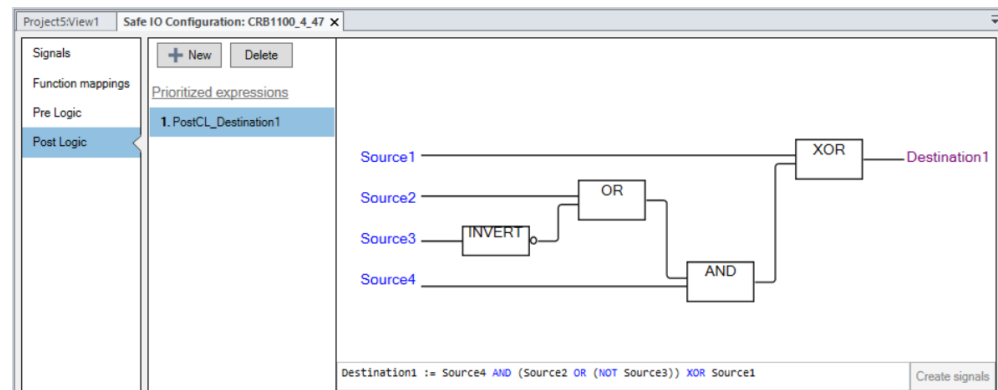 Project5:View1 Safe IO Configuration: CRB1100_4_47 X
Signals
Function mappings
Pre Logic
Post Logic
New Delete
Prioritized expressions
1. PostCL_Destination1
Source1
XOR
Destination1
Source2
OR
Source3
INVERT
Source4
AND
Destination1 := Source4 AND (Source2 OR (NOT Source3)) XOR Source1
Create signals